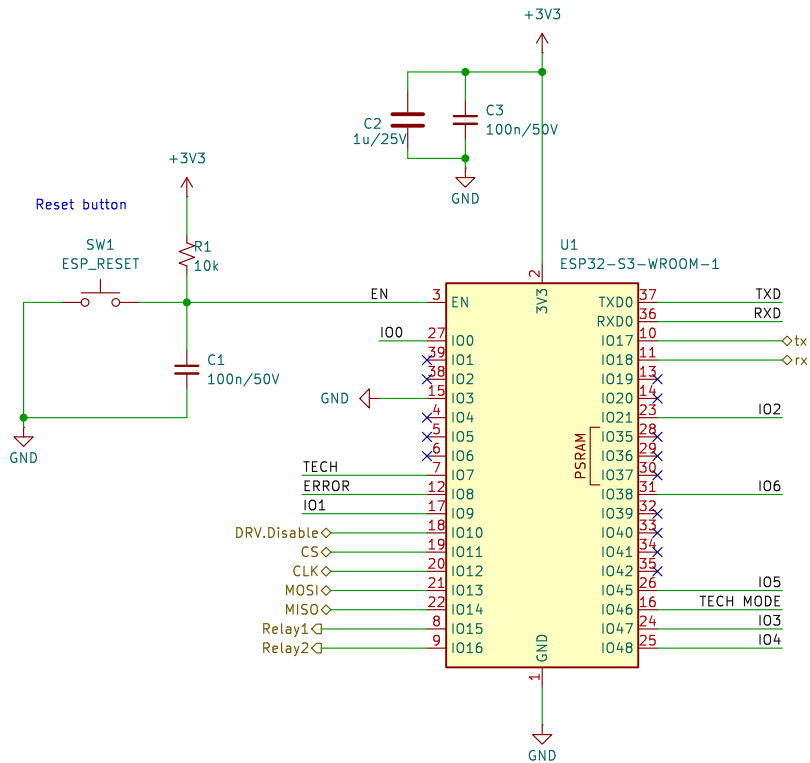 +3V3
C2
1u/25V
C3
100n/50V
GND
+3V3
Reset button
SW1
ESP_RESET
R1
10k
C1
100n/50V
GND
U1
ESP32-S3-WROOM-1
2
3V3
EN 3 EN
IO0 27 IO0
39 IO1
38 IO2
GND 15 IO3
4 IO4
5 IO5
6 IO6
TECH 7 IO7
ERROR 12 IO8
IO1 17 IO9
DRV.Disable 18 IO10
CS 19 IO11
CLK 20 IO12
MOSI 21 IO13
MISO 22 IO14
Relay1 8 IO15
Relay2 9 IO16
TXD0 37 TXD
RXD0 36 RXD
IO17 10 tx
IO18 11 rx
IO19 13
IO20 14
IO21 23 IO2
PSRAM
IO35 28
IO36 29
IO37 30
IO38 31 IO6
IO39 32
IO40 33
IO41 34
IO42 35
IO45 26 IO5
IO46 16 TECH MODE
IO47 24 IO3
IO48 25 IO4
GND
1
GND